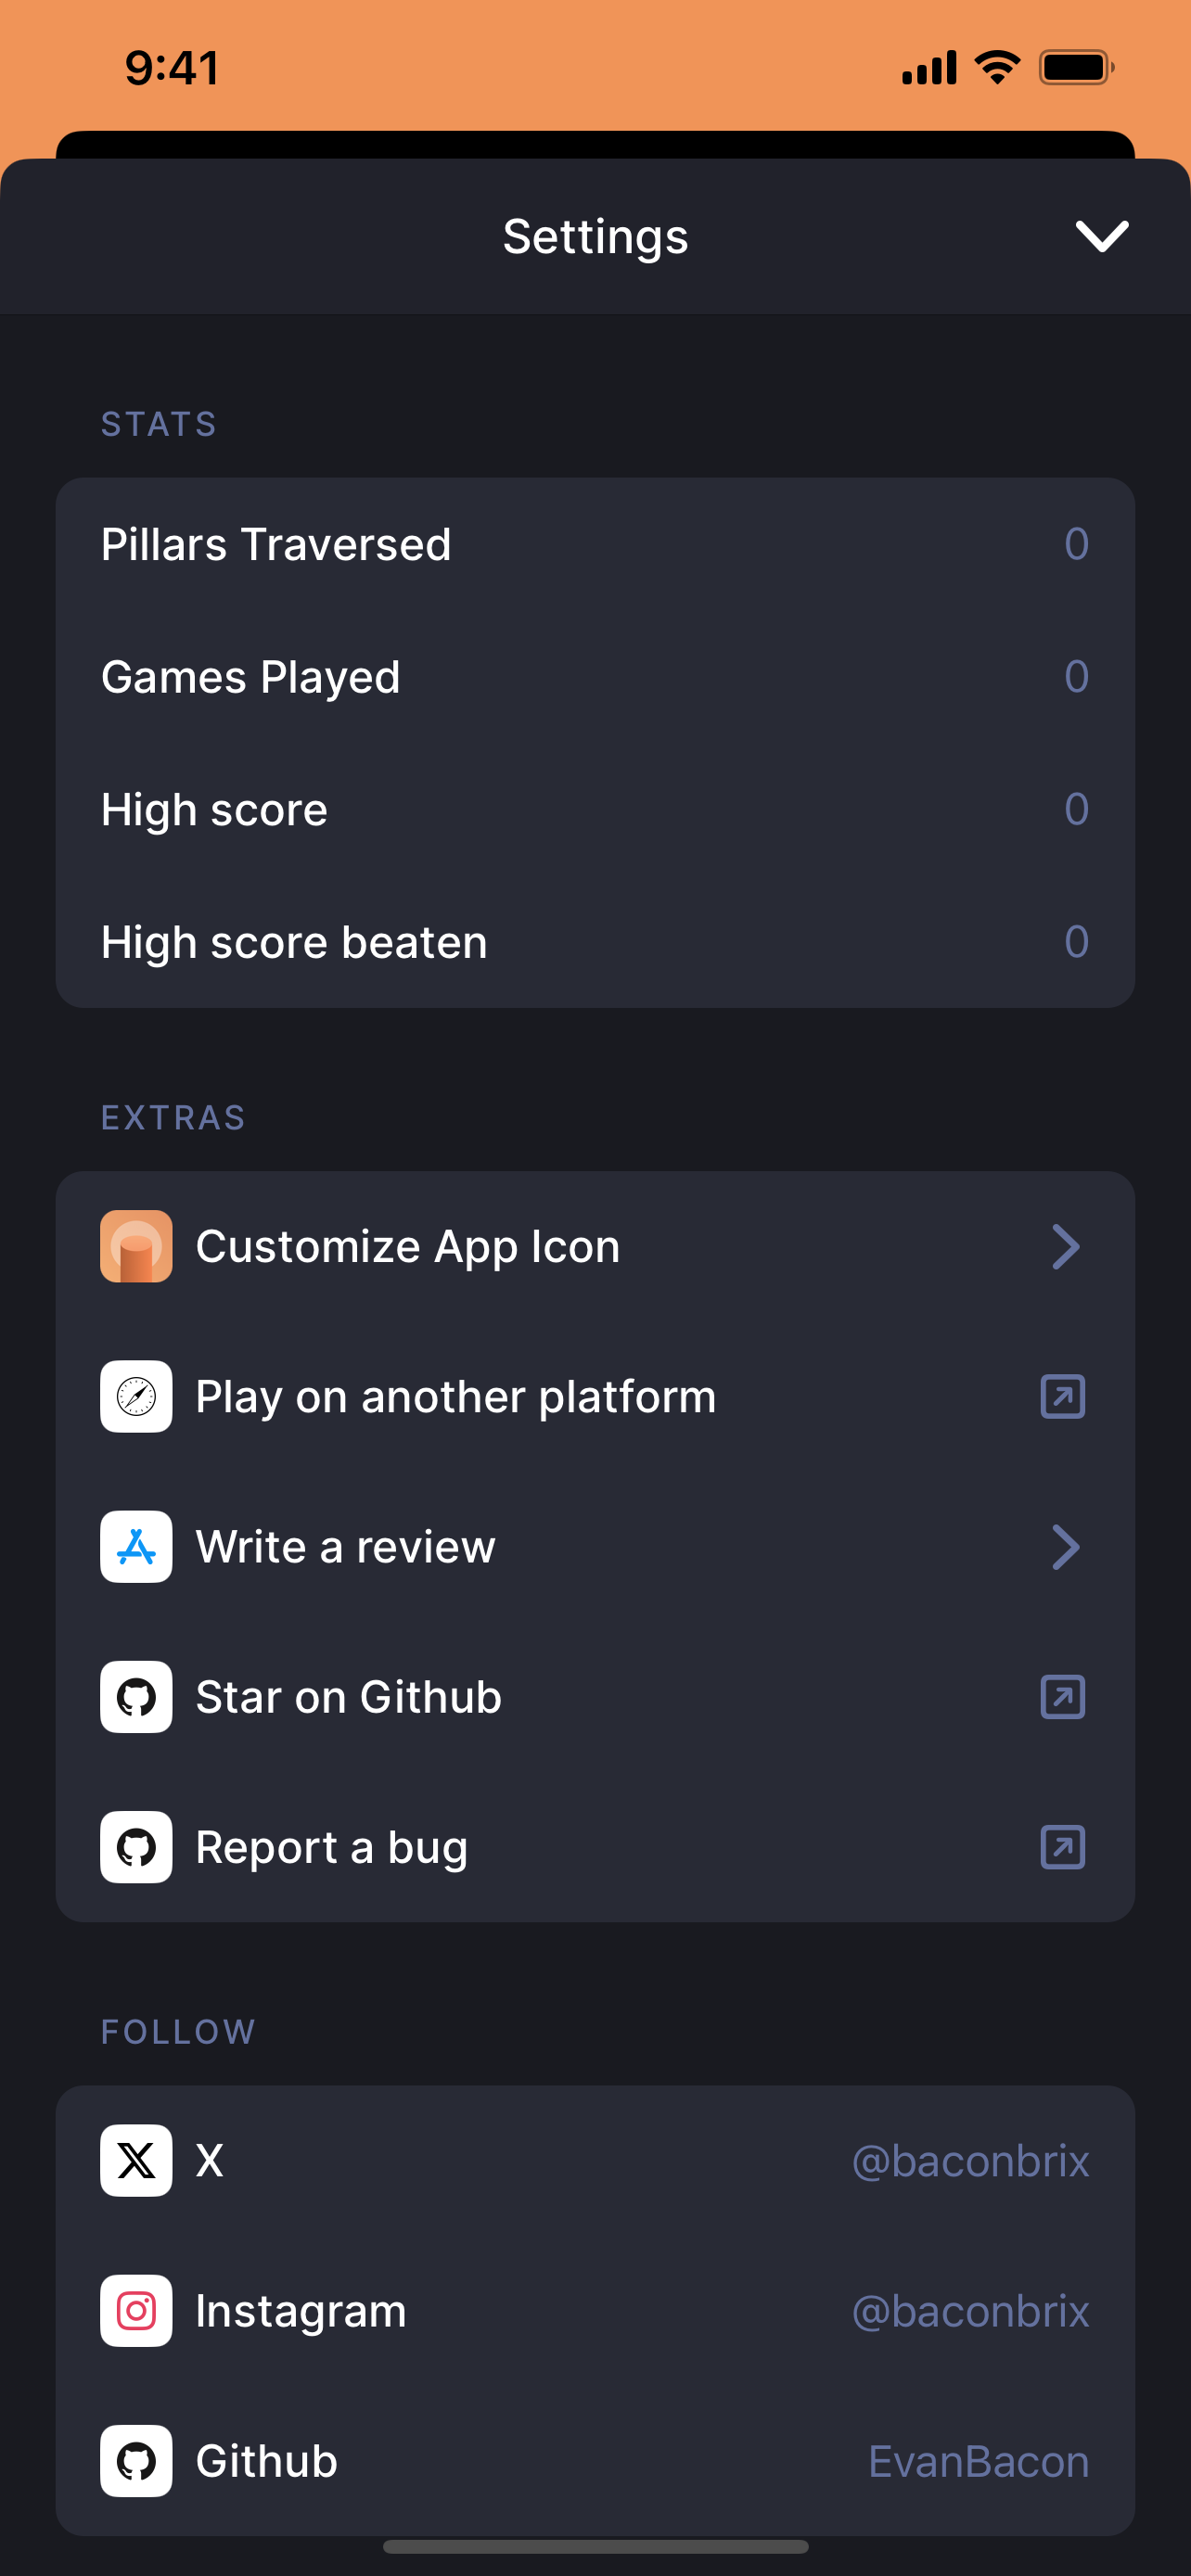 9:41
Settings
STATS
Pillars Traversed 0
Games Played 0
High score 0
High score beaten 0
EXTRAS
Customize App Icon
Play on another platform
Write a review
Star on Github
Report a bug
FOLLOW
X @baconbrix
Instagram @baconbrix
Github EvanBacon